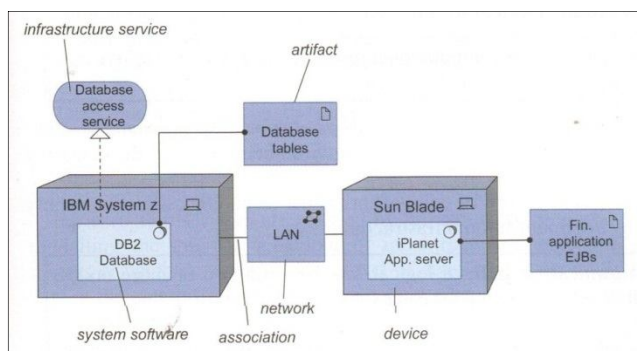 infrastructure service
artifact
Database
access
service
Database
tables
IBM System z
DB2
Database
LAN
Sun Blade
iPlanet
App. server
Fin.
application
EJBs
network
system software
association
device